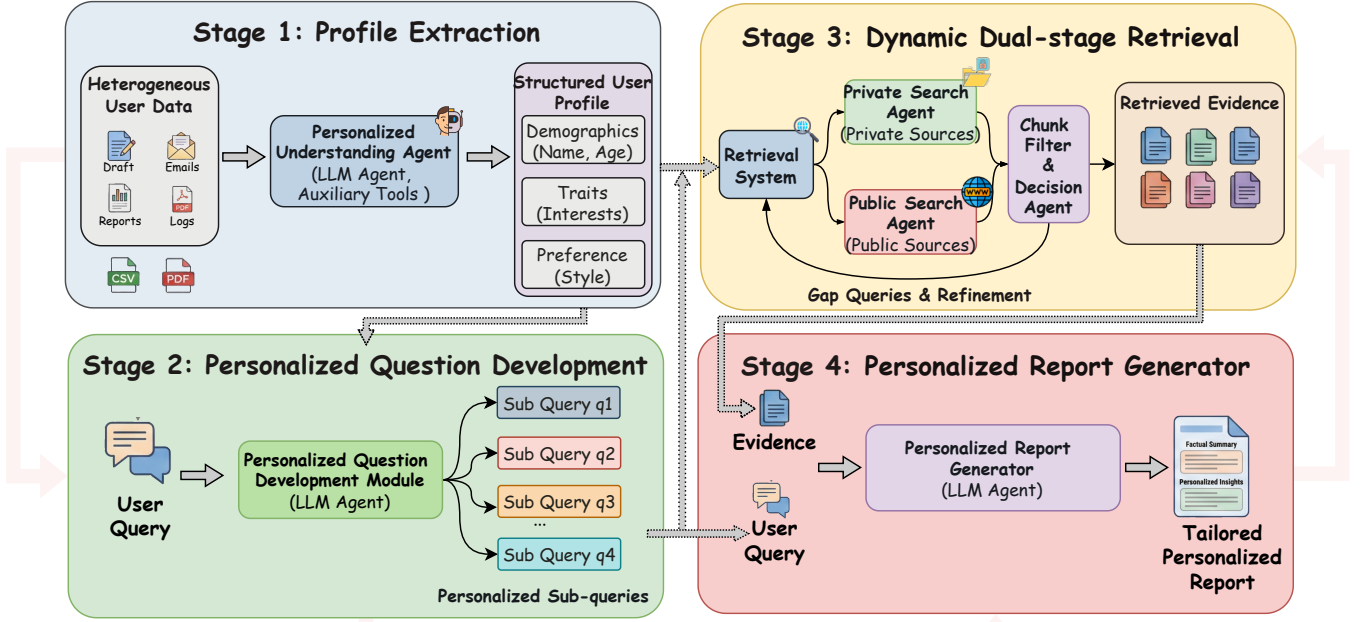 Stage 1: Profile Extraction
Heterogeneous
User Data
Draft
Emails
Reports
PDF
Logs
CSV
PDF
Personalized
Understanding Agent
(LLM Agent,
Auxiliary Tools )
Structured User
Profile
Demographics
(Name, Age)
Traits
(Interests)
Preference
(Style)
Stage 2: Personalized Question Development
User
Query
Personalized Question
Development Module
(LLM Agent)
Sub Query q1
Sub Query q2
Sub Query q3
...
Sub Query q4
Personalized Sub-queries
Stage 3: Dynamic Dual-stage Retrieval
Retrieval
System
Private Search
Agent
(Private Sources)
WWW
Public Search
Agent
(Public Sources)
Chunk
Filter
&
Decision
Agent
Retrieved Evidence
Gap Queries & Refinement
Stage 4: Personalized Report Generator
Evidence
User
Query
Personalized Report
Generator
(LLM Agent)
Factual Summary
Personalized Insights
Tailored
Personalized
Report